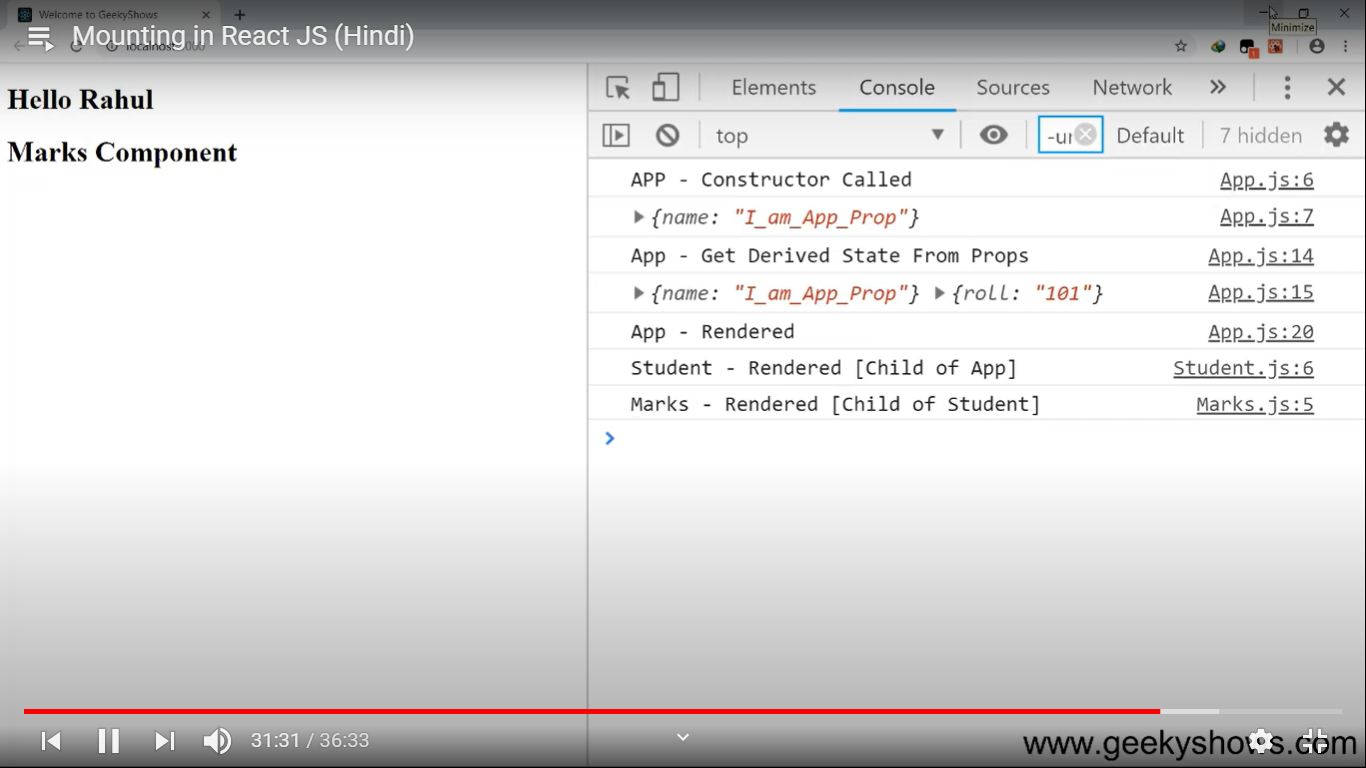 Welcome to GeekyShows
Mounting in React JS (Hindi)
Minimize
Hello Rahul
Marks Component
Elements Console Sources Network
top -ur Default 7 hidden
APP - Constructor Called App.js:6
{name: "I_am_App_Prop"} App.js:7
App - Get Derived State From Props App.js:14
{name: "I_am_App_Prop"} {roll: "101"} App.js:15
App - Rendered App.js:20
Student - Rendered [Child of App] Student.js:6
Marks - Rendered [Child of Student] Marks.js:5
31:31 / 36:33
www.geekyshows.com